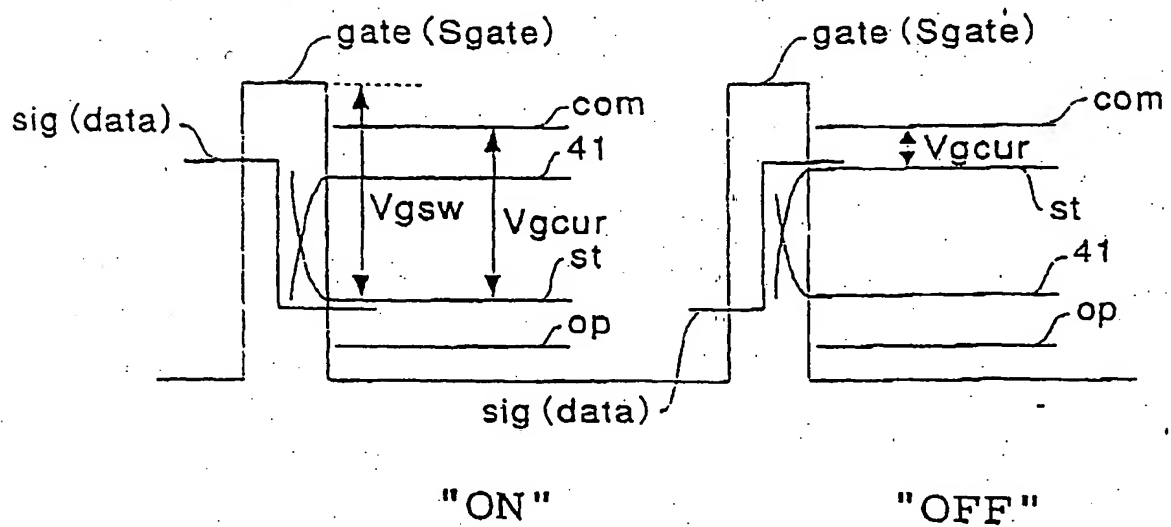 gate (Sgate)
sig (data)
com
41
Vgsw
Vgcur
st
op
gate (Sgate)
com
Vgcur
st
41
op
sig (data)
"ON"
"OFF"